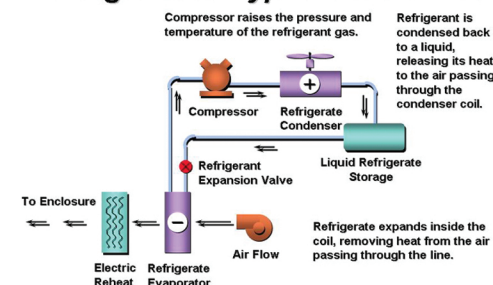 Compressor raises the pressure and
temperature of the refrigerant gas.
Refrigerant is
condensed back
to a liquid,
releasing its heat
to the air passing
through the
condenser coil.
+
Compressor
Refrigerate
Condenser
Liquid Refrigerate
Storage
Refrigerant
Expansion Valve
To Enclosure
−
Air Flow
Refrigerate expands inside the
coil, removing heat from the air
passing through the line.
Electric
Reheat
Refrigerate
Evaporator